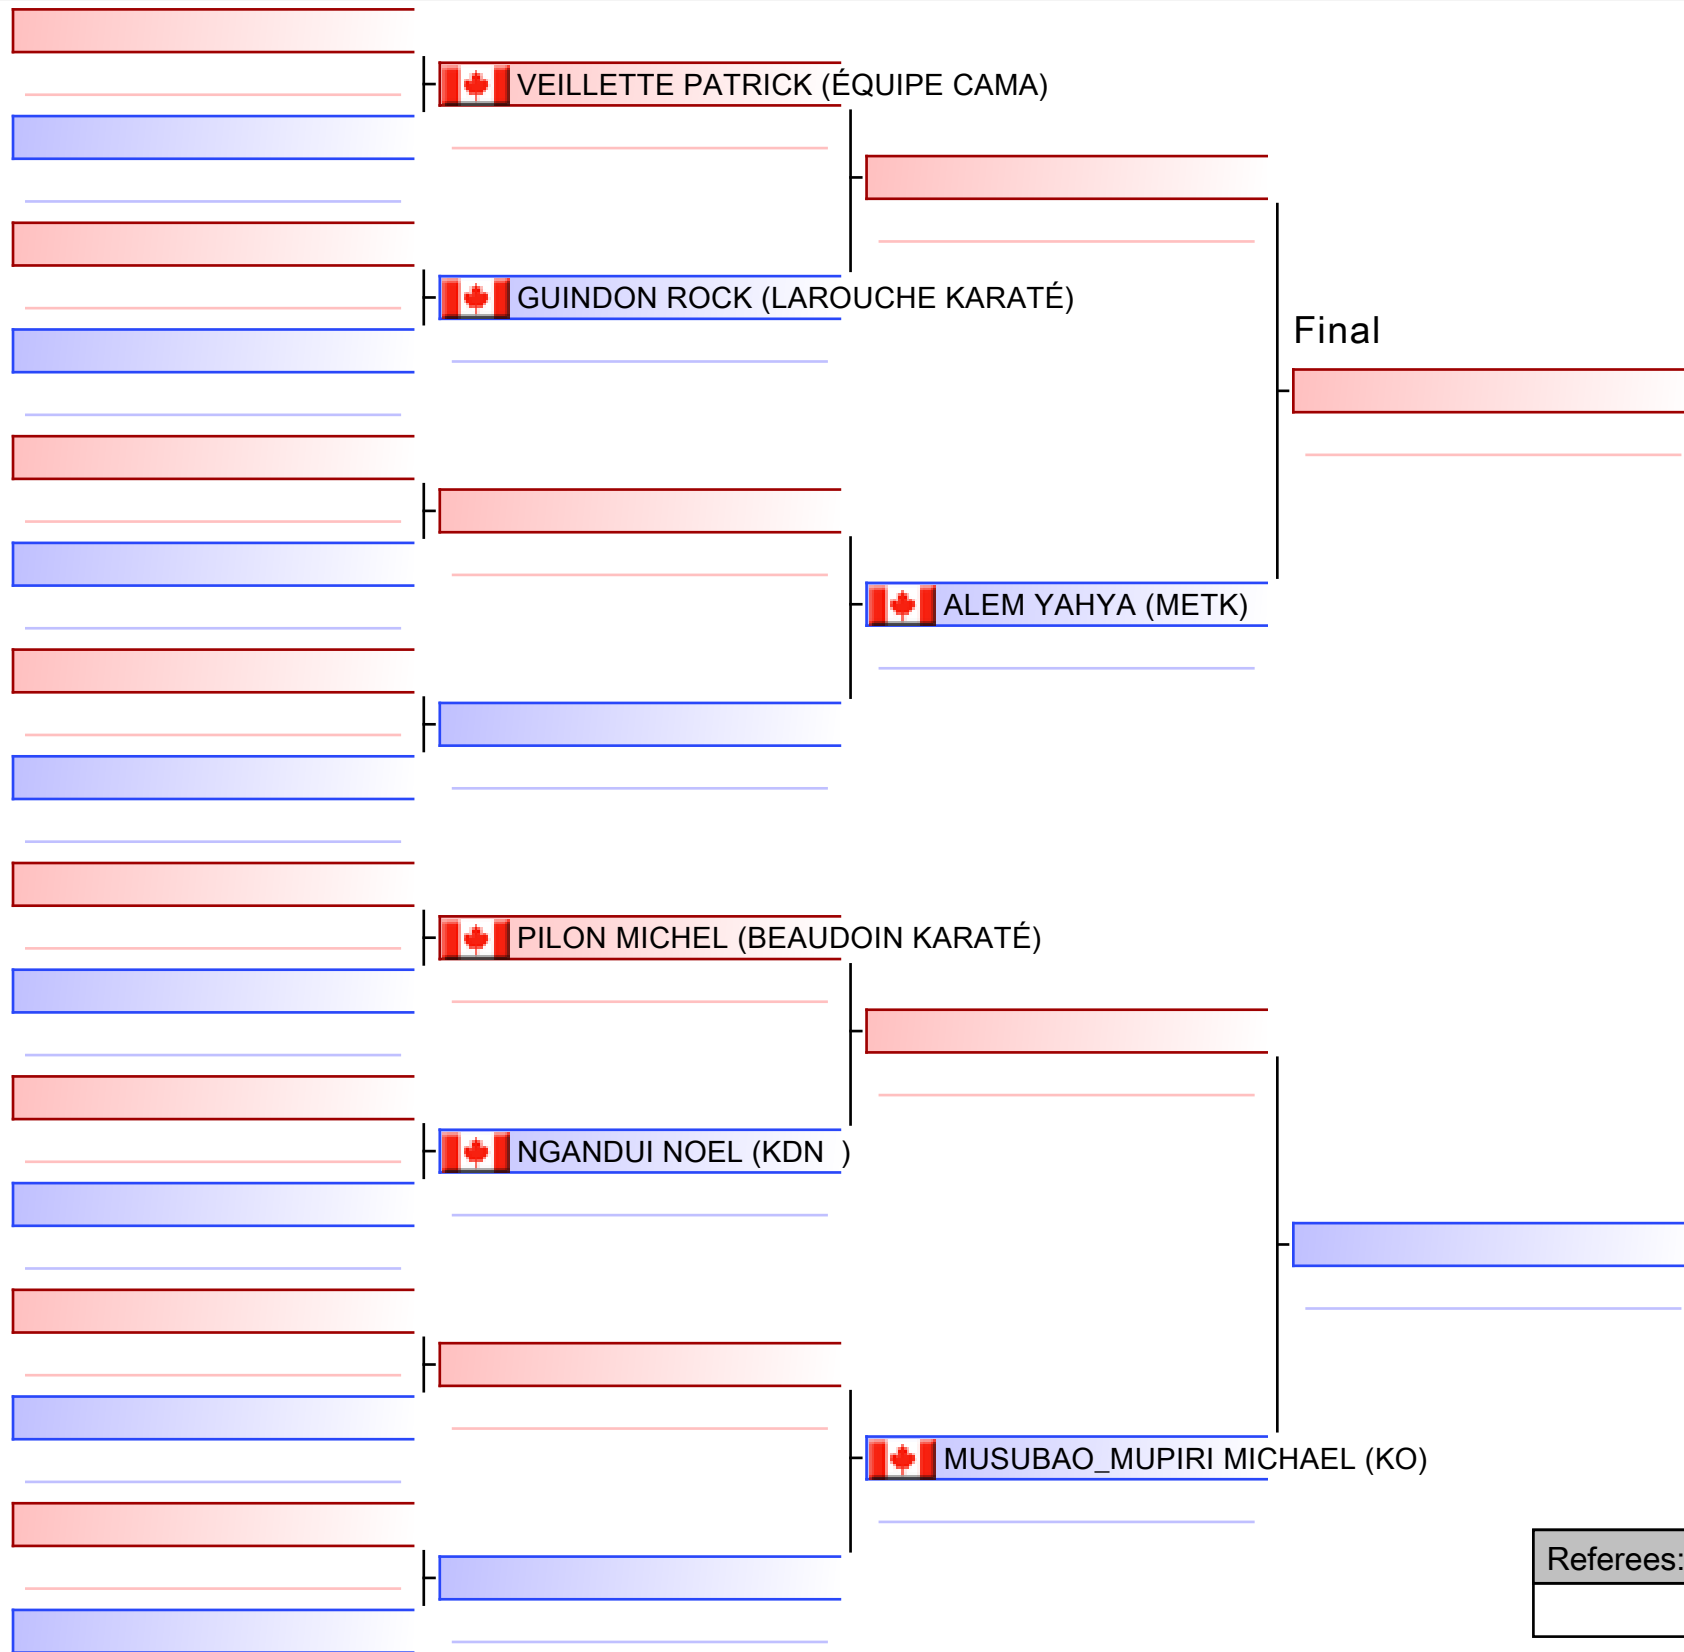 VEILLETTE PATRICK (ÉQUIPE CAMA)
GUINDON ROCK (LAROUCHE KARATÉ)
Final
ALEM YAHYA (METK)
PILON MICHEL (BEAUDOIN KARATÉ)
NGANDUI NOEL (KDN  )
MUSUBAO_MUPIRI MICHAEL (KO)
Referees: